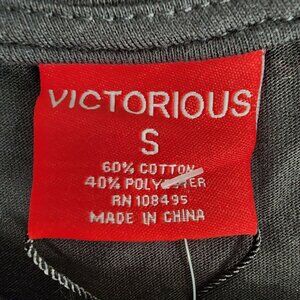 VICTORIOUS
S
60% COTTON
40% POLYESTER
RN 108495
MADE IN CHINA